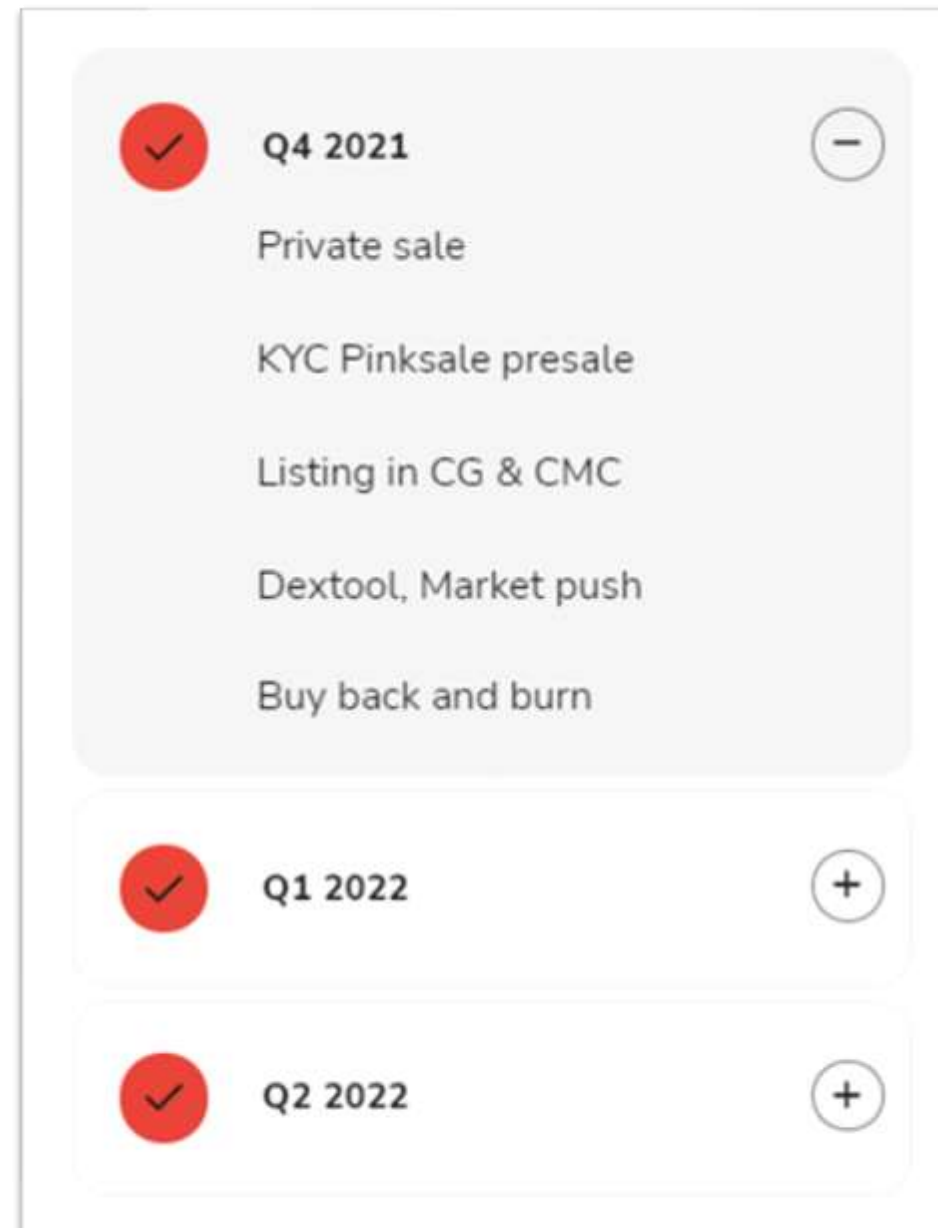 Q4 2021
Private sale
KYC Pinksale presale
Listing in CG & CMC
Dextool, Market push
Buy back and burn
Q1 2022
Q2 2022